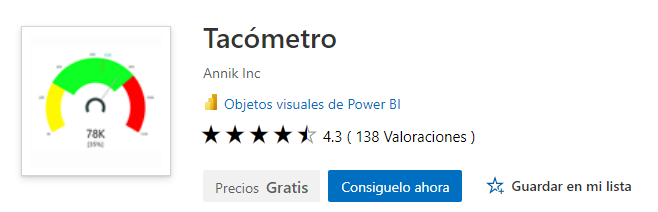 Tacómetro
Annik Inc
Objetos visuales de Power BI
4.3 ( 138 Valoraciones )
78K
[35%]
Precios Gratis
Consiguelo ahora
Guardar en mi lista